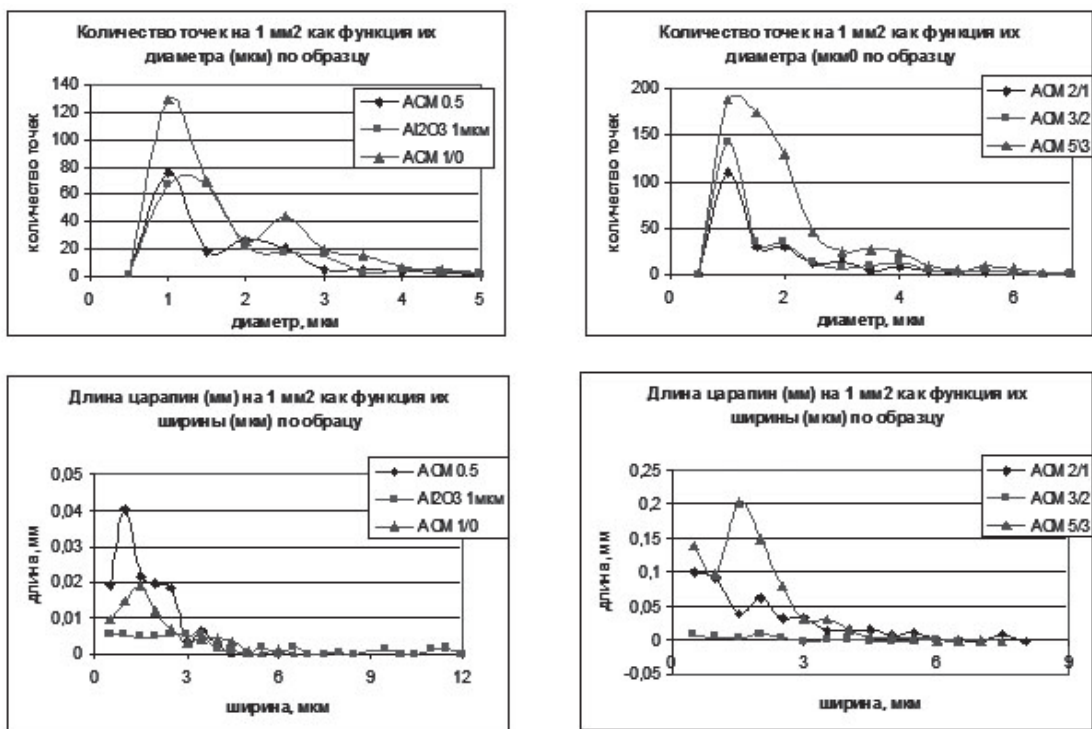 Количество точек на 1 мм2 как функция их
диаметра (мкм) по образцу
количество точек
140
120
100
80
60
40
20
0
0
1
2
3
4
5
диаметр, мкм
АСМ 0.5
Al2O3 1мкм
АСМ 1/0
Количество точек на 1 мм2 как функция их
диаметра (мкм0 по образцу
количество точек
200
150
100
50
0
0
2
4
6
диаметр, мкм
АСМ 2/1
АСМ 3/2
АСМ 5\3
Длина царапин (мм) на 1 мм2 как функция их
ширины (мкм) по обрацу
длина, мм
0,05
0,04
0,03
0,02
0,01
0
0
3
6
9
12
ширина, мкм
АСМ 0.5
Al2O3 1мкм
АСМ 1/0
Длина царапин (мм) на 1 мм2 как функция их
ширины (мкм) по образцу
длина, мм
0,25
0,2
0,15
0,1
0,05
0
-0,05
0
3
6
9
ширина, мкм
АСМ 2/1
АСМ 3/2
АСМ 5/3